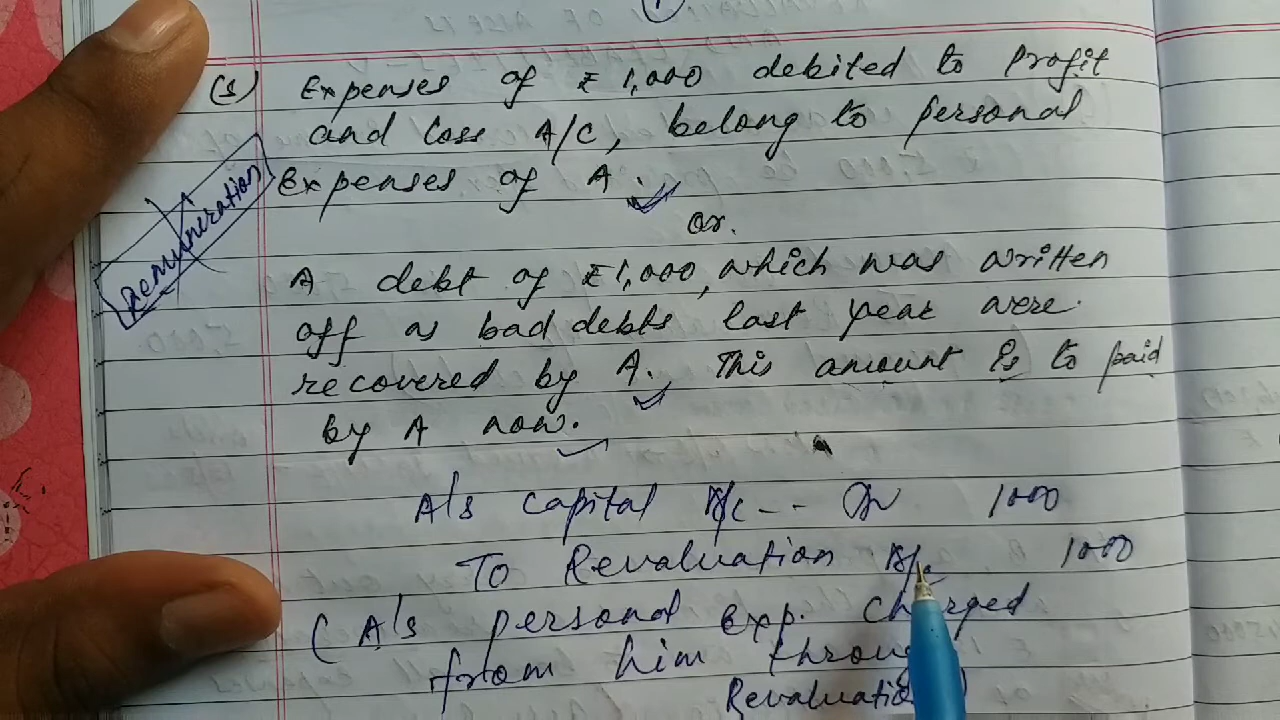 (s) Expenses of ₹ 1,000 debited to Profit
and Loss A/C, belong to personal
Expenses of A.
or.
A debt of ₹1,000, which was written
off as bad debts last year were
recovered by A. This amount is to paid
by A now.
Remuneration
A's capital A/c -- Dr 1000
To Revaluation A/c 1000
( A's personal exp. charged
from him through